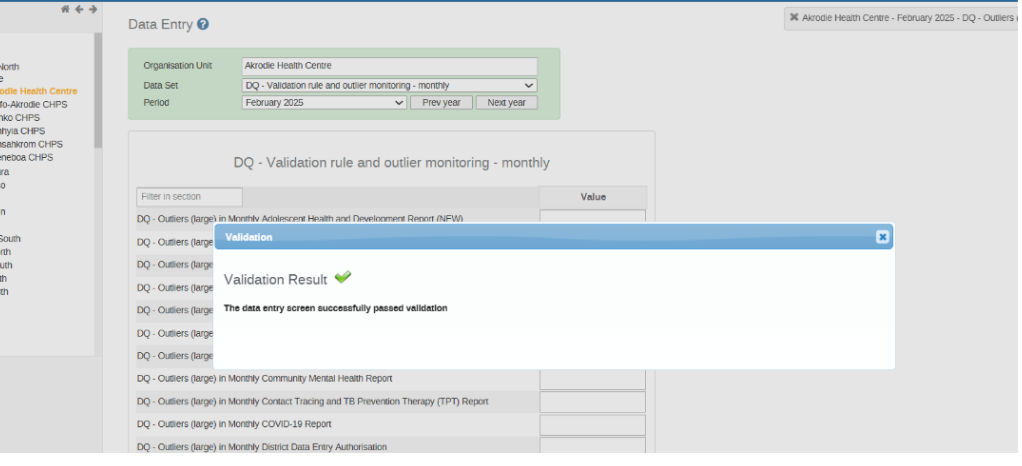 Data Entry
Akrodie Health Centre - February 2025 - DQ - Outliers
North
Organisation Unit Akrodie Health Centre
Data Set DQ - Validation rule and outlier monitoring - monthly
Period February 2025 Prev year Next year
odie Health Centre
fo-Akrodie CHPS
nko CHPS
nhyia CHPS
nsahkrom CHPS
eneboa CHPS
ra
o
n
South
rth
uth
th
th
DQ - Validation rule and outlier monitoring - monthly
Filter in section Value
DQ - Outliers (large) in Monthly Adolescent Health and Development Report (NEW)
DQ - Outliers (large
DQ - Outliers (large
DQ - Outliers (large
DQ - Outliers (large
DQ - Outliers (large
DQ - Outliers (large
Validation
Validation Result
The data entry screen successfully passed validation
DQ - Outliers (large) in Monthly Community Mental Health Report
DQ - Outliers (large) in Monthly Contact Tracing and TB Prevention Therapy (TPT) Report
DQ - Outliers (large) in Monthly COVID-19 Report
DQ - Outliers (large) in Monthly District Data Entry Authorisation